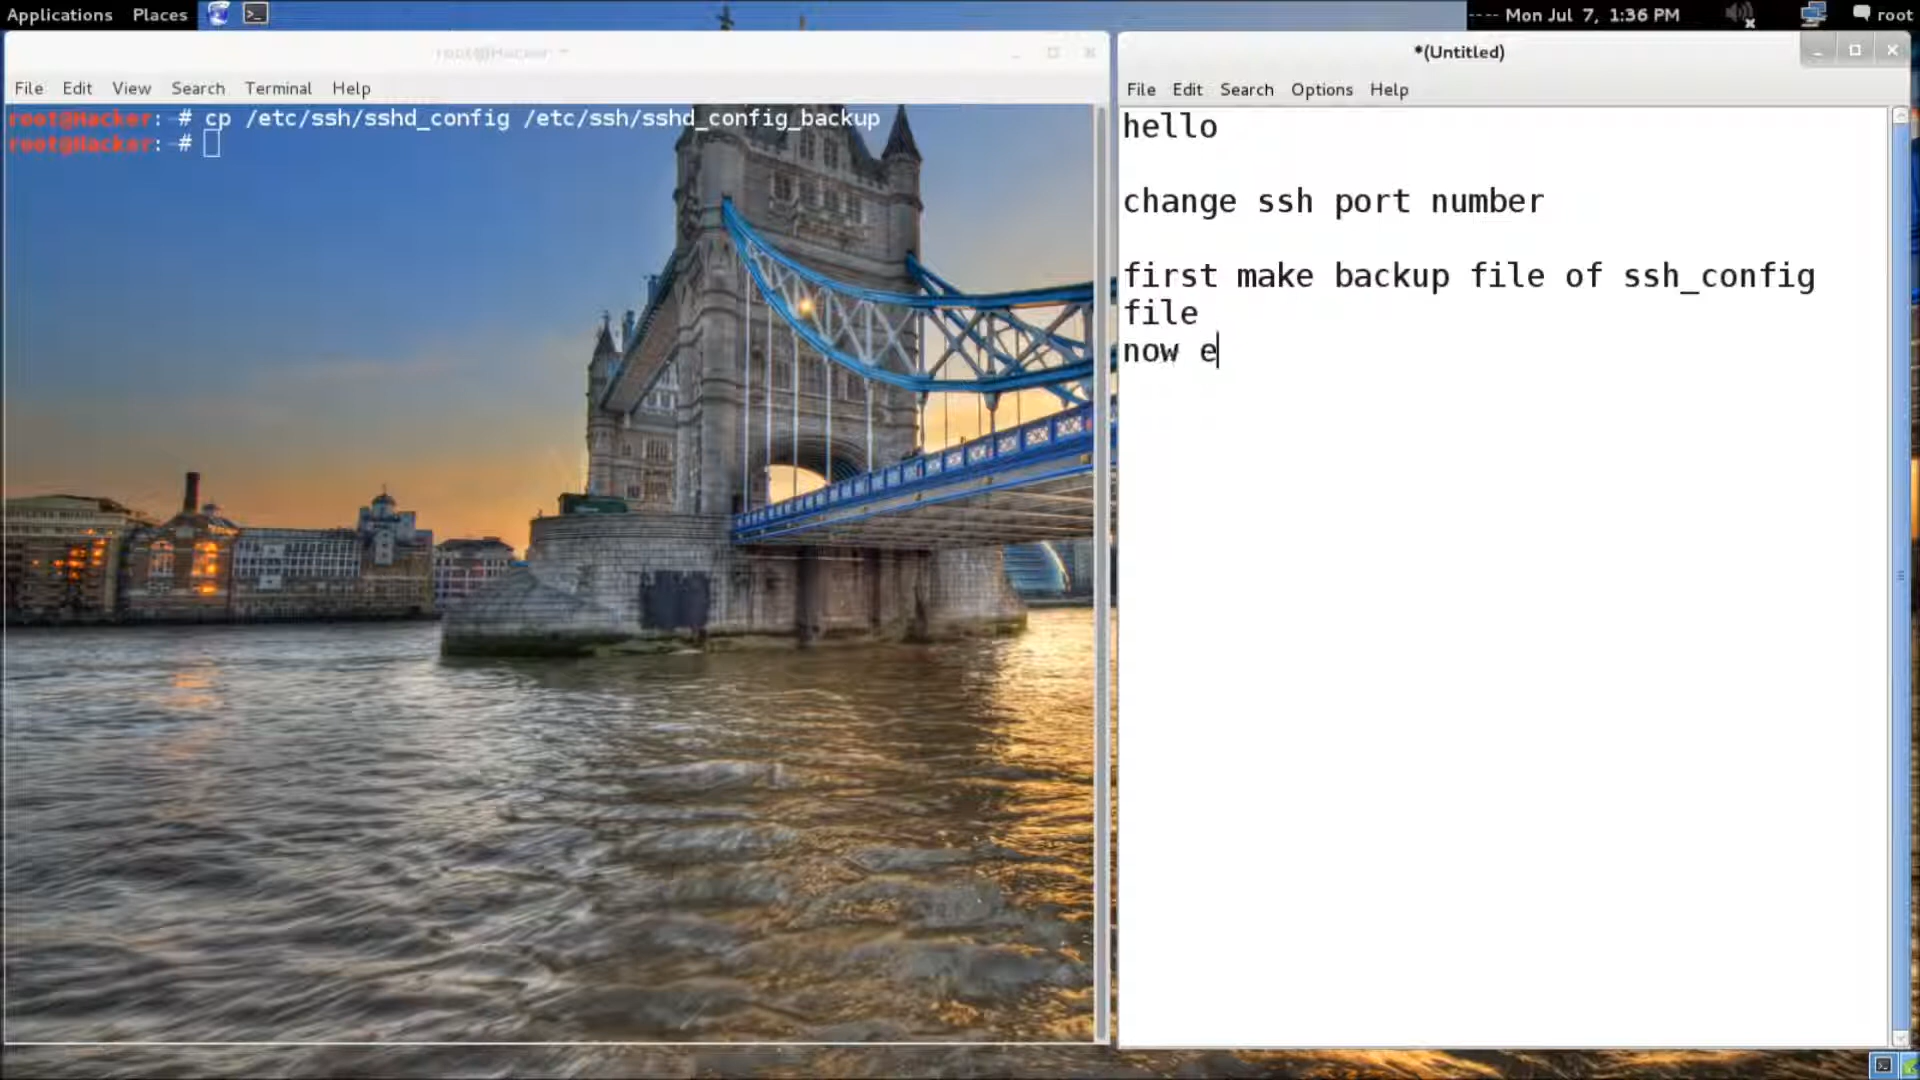 Applications Places
Mon Jul 7, 1:36 PM
root
root@Hacker: ~
*(Untitled)
File Edit View Search Terminal Help
File Edit Search Options Help
root@Hacker: ~# cp /etc/ssh/sshd_config /etc/ssh/sshd_config_backup
root@Hacker: ~#
hello
change ssh port number
first make backup file of ssh_config
file
now e